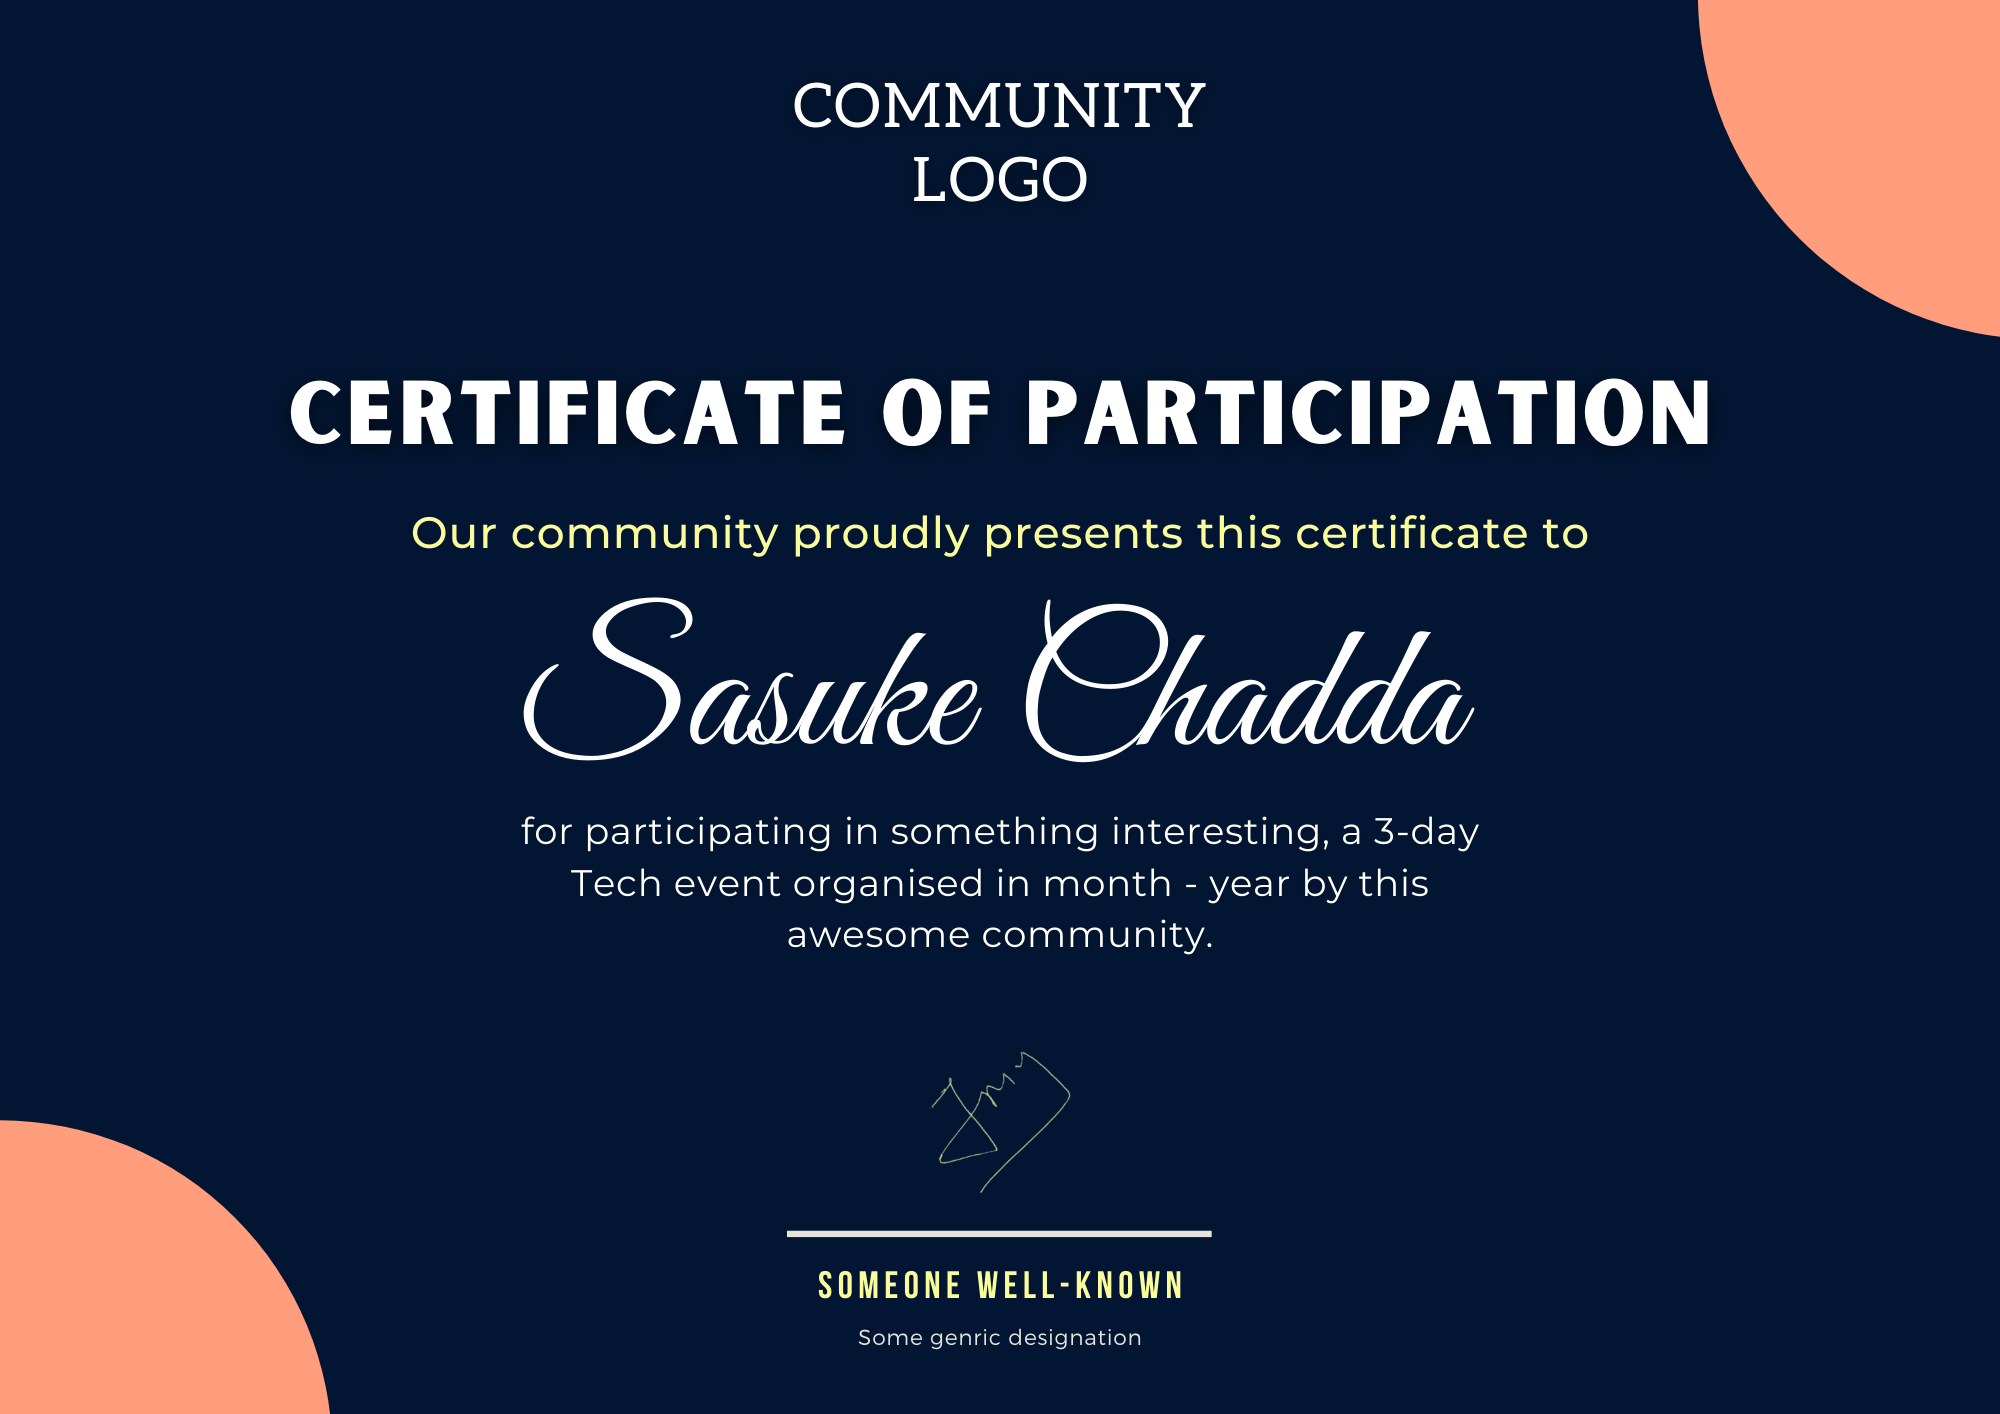 COMMUNITY
LOGO
CERTIFICATE OF PARTICIPATION
Our community proudly presents this certificate to
Sasuke Chadda
for participating in something interesting, a 3-day
Tech event organised in month - year by this
awesome community.
SOMEONE WELL-KNOWN
Some genric designation